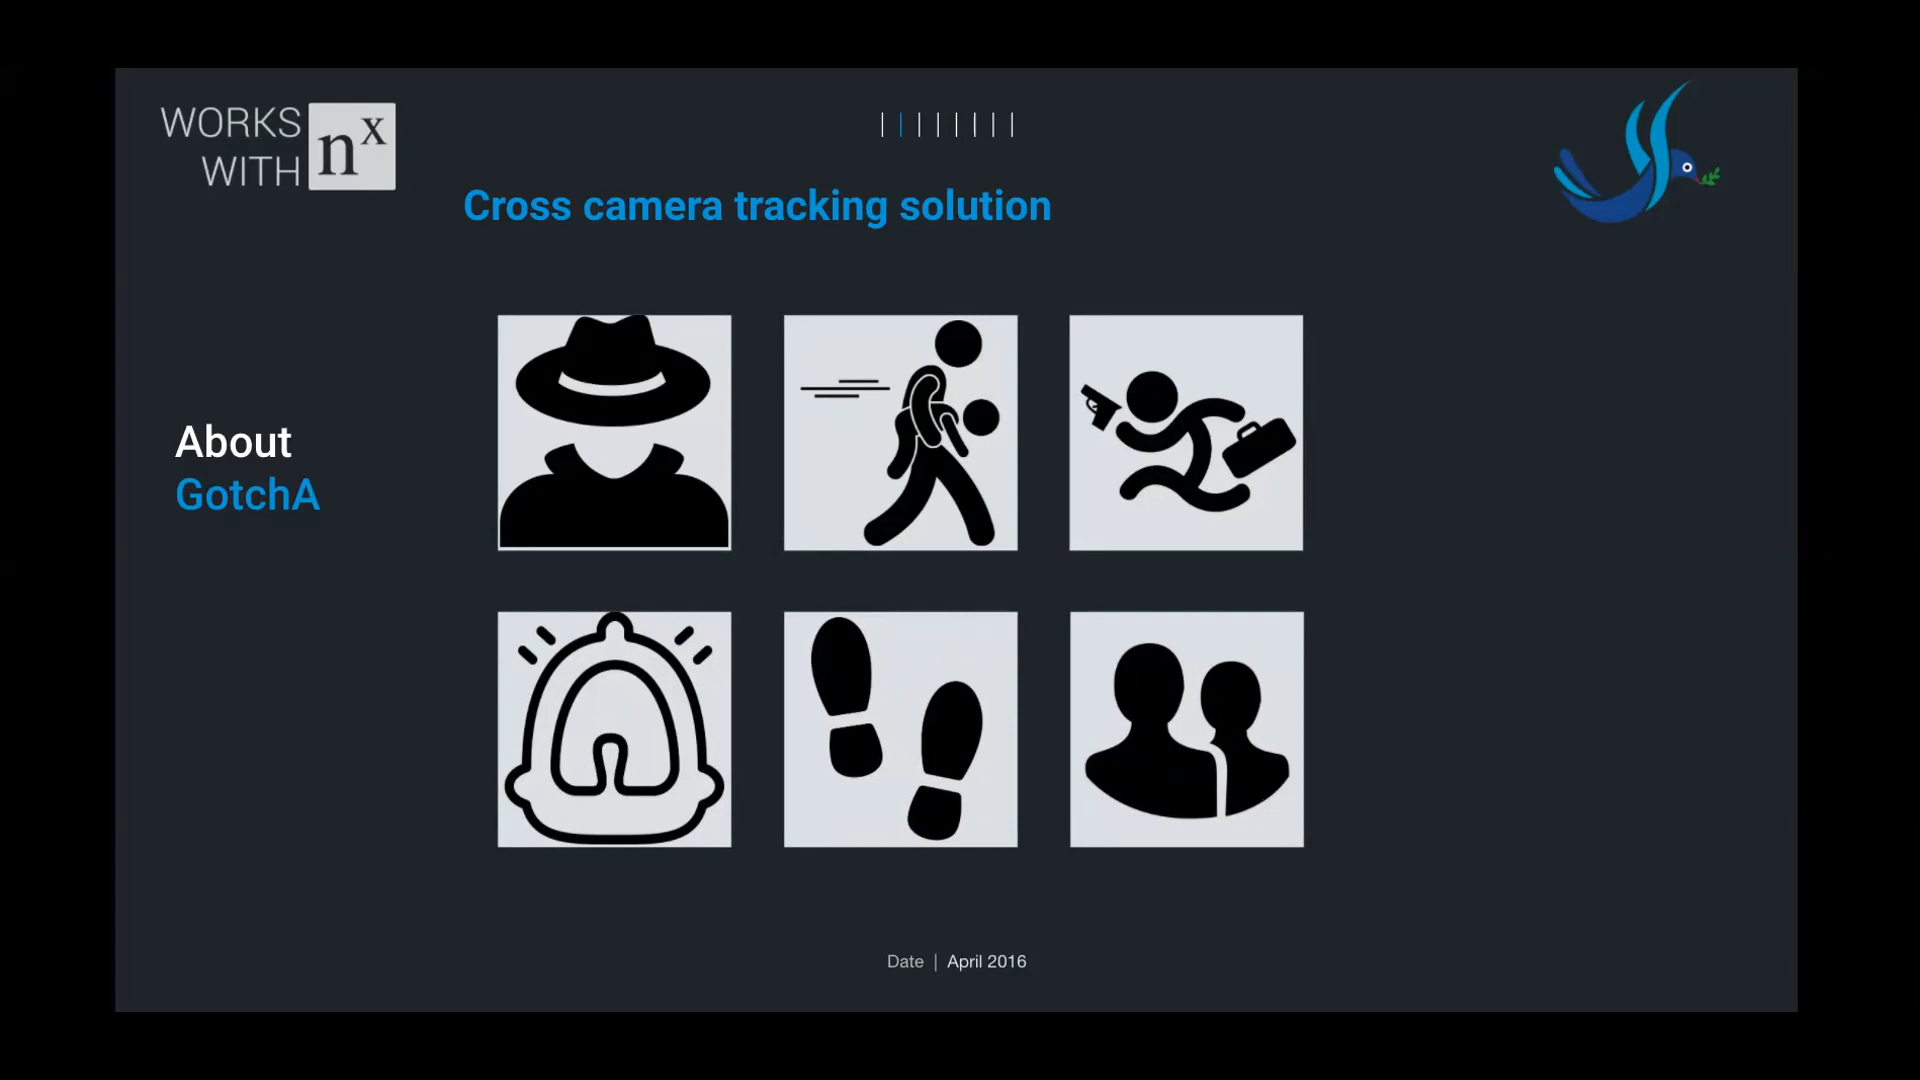 WORKS
WITH
nx
Cross camera tracking solution
About
GotchA
Date | April 2016